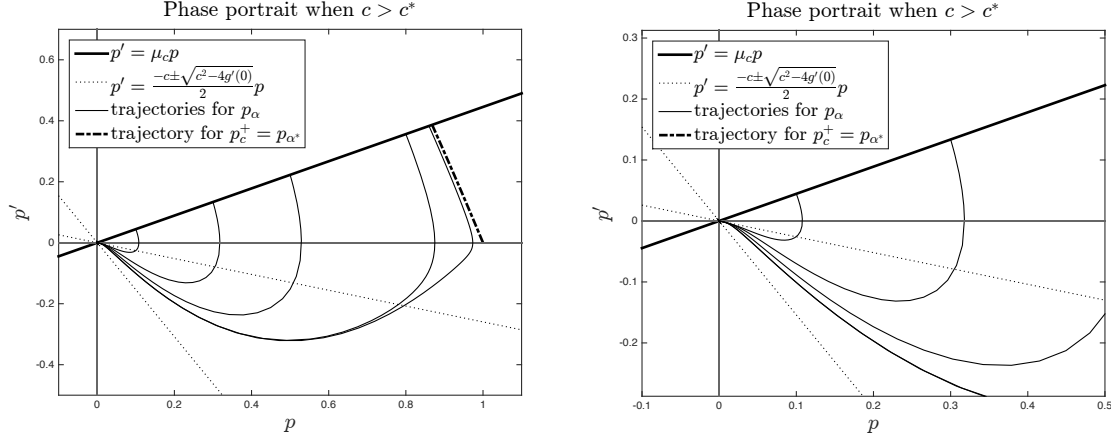 Phase portrait when c > c*
p′ = μ_c p
p′ = (−c±√(c²−4g′(0)))/2 p
trajectories for p_α
trajectory for p_c⁺ = p_α*
0.6
0.4
0.2
0
-0.2
-0.4
p′
0 0.2 0.4 0.6 0.8 1
p
Phase portrait when c > c*
p′ = μ_c p
p′ = (−c±√(c²−4g′(0)))/2 p
trajectories for p_α
trajectory for p_c⁺ = p_α*
0.3
0.2
0.1
0
-0.1
-0.2
p′
-0.1 0 0.1 0.2 0.3 0.4 0.5
p